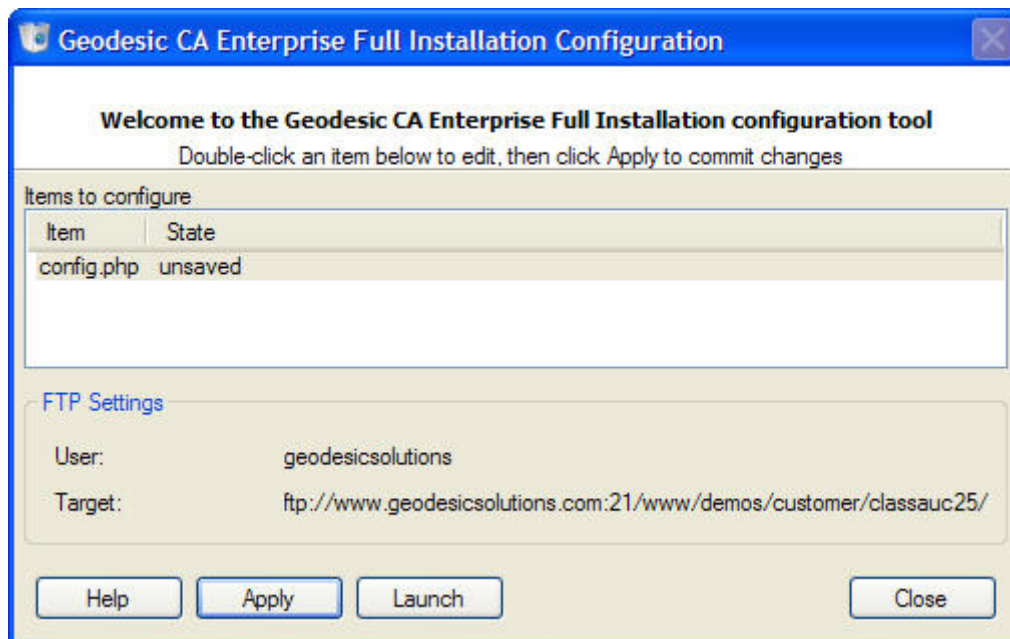 Geodesic CA Enterprise Full Installation Configuration
Welcome to the Geodesic CA Enterprise Full Installation configuration tool
Double-click an item below to edit, then click Apply to commit changes
Items to configure
Item State
config.php unsaved
FTP Settings
User: geodesicsolutions
Target: ftp://www.geodesicsolutions.com:21/www/demos/customer/classauc25/
Help Apply Launch Close